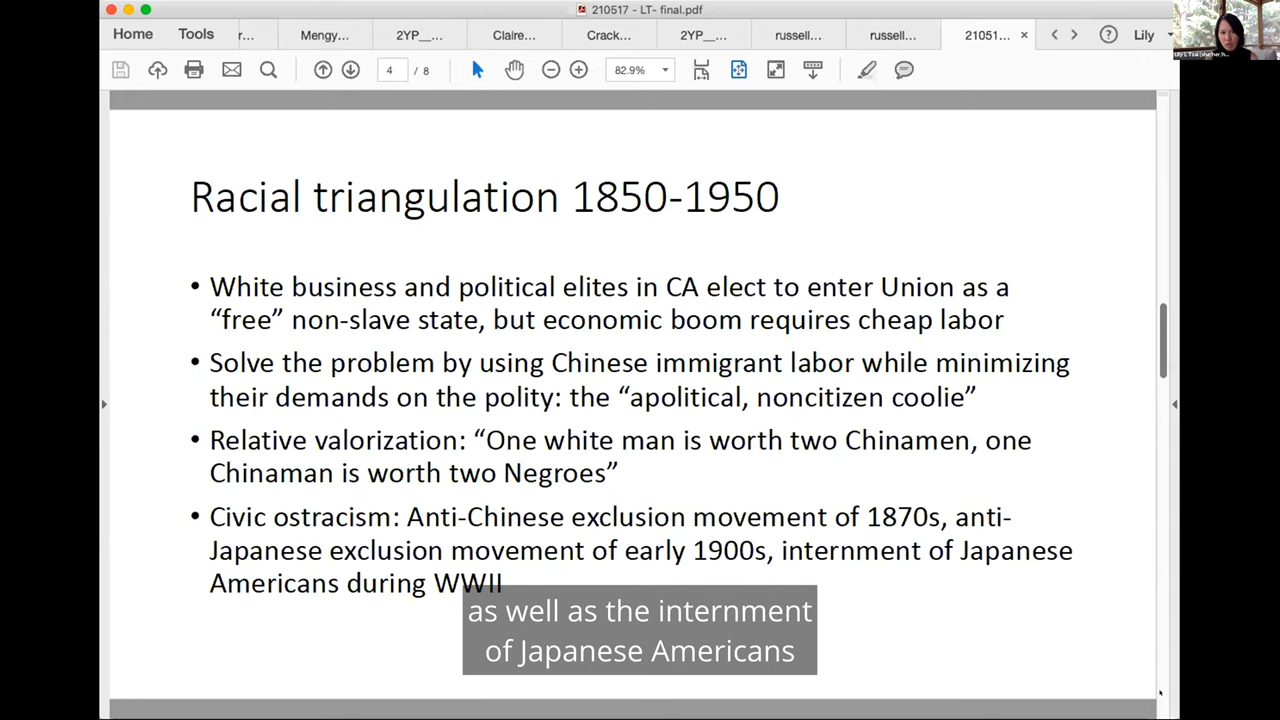 210517 - LT- final.pdf
Home Tools r... Mengy... 2YP__... Claire... Crack... 2YP__... russell... russell... 21051... × Lily
4 / 8 82.9%
Racial triangulation 1850-1950
• White business and political elites in CA elect to enter Union as a
“free” non-slave state, but economic boom requires cheap labor
• Solve the problem by using Chinese immigrant labor while minimizing
their demands on the polity: the “apolitical, noncitizen coolie”
• Relative valorization: “One white man is worth two Chinamen, one
Chinaman is worth two Negroes”
• Civic ostracism: Anti-Chinese exclusion movement of 1870s, anti-
Japanese exclusion movement of early 1900s, internment of Japanese
Americans during WWII
as well as the internment
of Japanese Americans